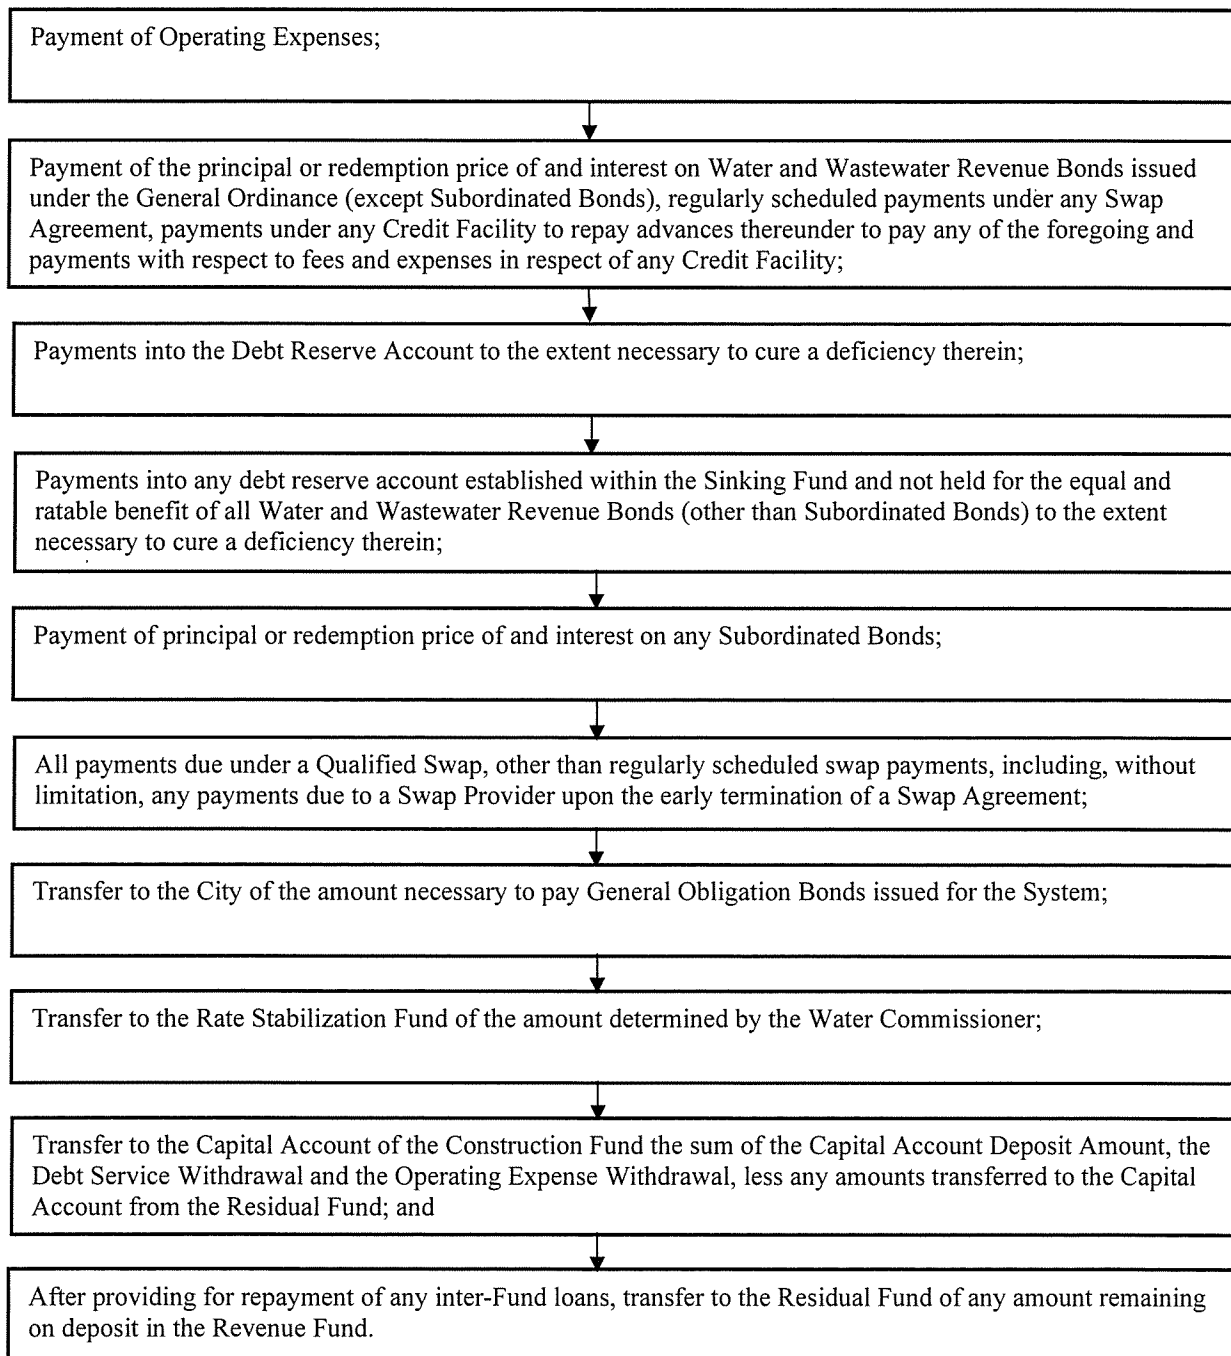 Payment of Operating Expenses;
Payment of the principal or redemption price of and interest on Water and Wastewater Revenue Bonds issued
under the General Ordinance (except Subordinated Bonds), regularly scheduled payments under any Swap
Agreement, payments under any Credit Facility to repay advances thereunder to pay any of the foregoing and
payments with respect to fees and expenses in respect of any Credit Facility;
Payments into the Debt Reserve Account to the extent necessary to cure a deficiency therein;
Payments into any debt reserve account established within the Sinking Fund and not held for the equal and
ratable benefit of all Water and Wastewater Revenue Bonds (other than Subordinated Bonds) to the extent
necessary to cure a deficiency therein;
Payment of principal or redemption price of and interest on any Subordinated Bonds;
All payments due under a Qualified Swap, other than regularly scheduled swap payments, including, without
limitation, any payments due to a Swap Provider upon the early termination of a Swap Agreement;
Transfer to the City of the amount necessary to pay General Obligation Bonds issued for the System;
Transfer to the Rate Stabilization Fund of the amount determined by the Water Commissioner;
Transfer to the Capital Account of the Construction Fund the sum of the Capital Account Deposit Amount, the
Debt Service Withdrawal and the Operating Expense Withdrawal, less any amounts transferred to the Capital
Account from the Residual Fund; and
After providing for repayment of any inter-Fund loans, transfer to the Residual Fund of any amount remaining
on deposit in the Revenue Fund.